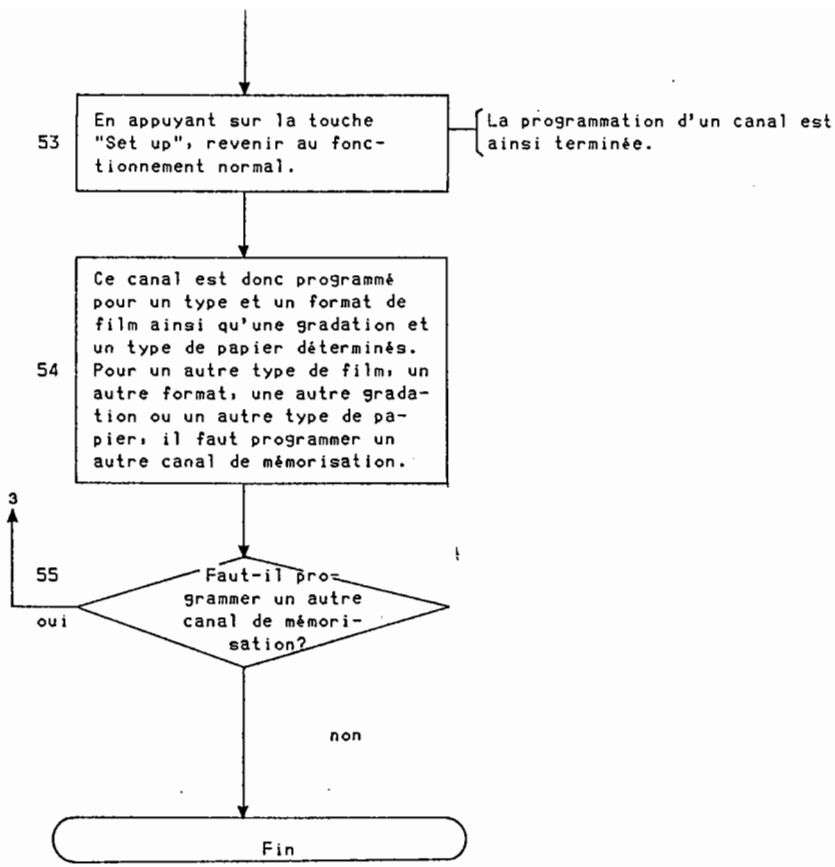 53
En appuyant sur la touche
"Set up", revenir au fonc-
tionnement normal.
La programmation d'un canal est
ainsi terminée.
54
Ce canal est donc programmé
pour un type et un format de
film ainsi qu'une gradation et
un type de papier déterminés.
Pour un autre type de film, un
autre format, une autre grada-
tion ou un autre type de pa-
pier, il faut programmer un
autre canal de mémorisation.
3
55
Faut-il pro-
grammer un autre
canal de mémori-
sation?
oui
non
Fin